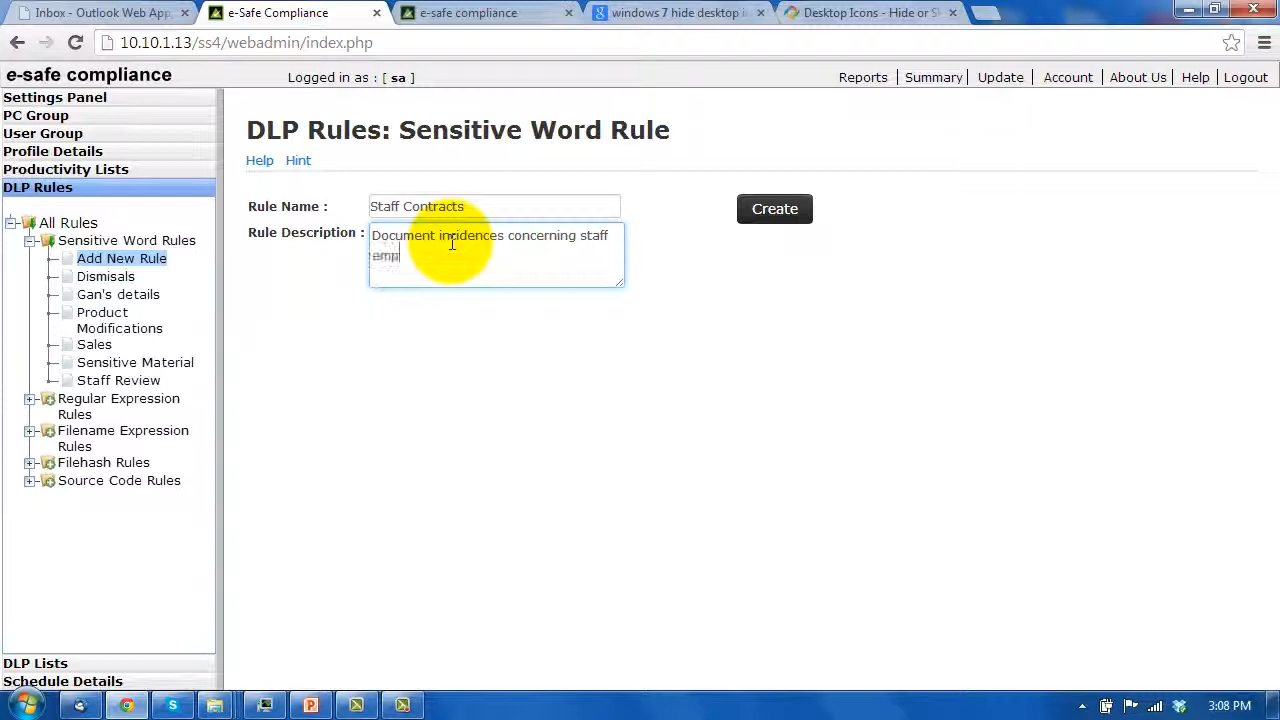 Inbox - Outlook Web App,
e-Safe Compliance
e-safe compliance
windows 7 hide desktop i
Desktop Icons - Hide or S
10.10.1.13/ss4/webadmin/index.php
e-safe compliance
Logged in as : [ sa ]
Reports
Summary
Update
Account
About Us
Help
Logout
Settings Panel
PC Group
User Group
Profile Details
Productivity Lists
DLP Rules
All Rules
Sensitive Word Rules
Add New Rule
Dismisals
Gan's details
Product
Modifications
Sales
Sensitive Material
Staff Review
Regular Expression
Rules
Filename Expression
Rules
Filehash Rules
Source Code Rules
DLP Lists
Schedule Details
DLP Rules: Sensitive Word Rule
Help
Hint
Rule Name :
Staff Contracts
Create
Rule Description :
Document incidences concerning staff
emp
3:08 PM